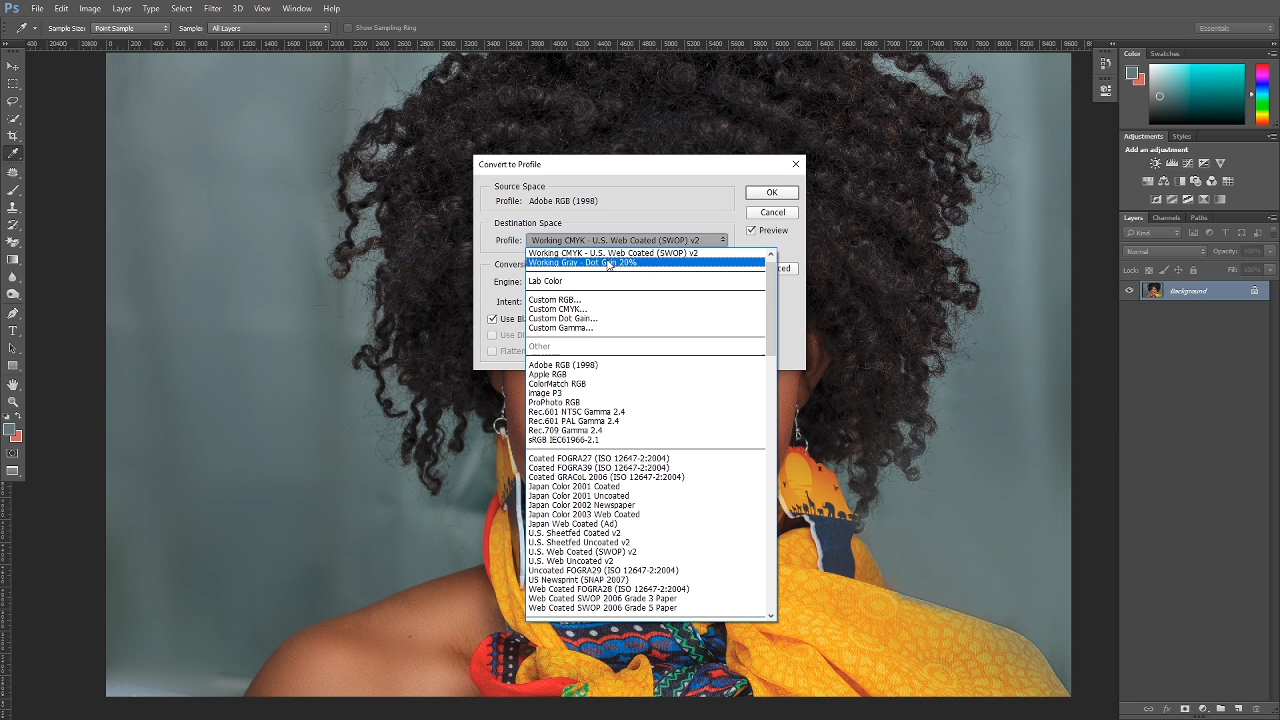 Ps File Edit Image Layer Type Select Filter 3D View Window Help
Sample Size: Point Sample Sample: All Layers Show Sampling Ring Essentials
Color Swatches
Adjustments Styles
Add an adjustment
Layers Channels Paths
Kind
Normal Opacity: 100%
Lock: Fill: 100%
Background
Convert to Profile
Source Space
Profile: Adobe RGB (1998)
OK
Cancel
Preview
Destination Space
Profile: Working CMYK - U.S. Web Coated (SWOP) v2
Engine:
Intent:
Working CMYK - U.S. Web Coated (SWOP) v2
Working Gray - Dot Gain 20%
Lab Color
Custom RGB...
Custom CMYK...
Custom Dot Gain...
Custom Gamma...
Other
Adobe RGB (1998)
Apple RGB
ColorMatch RGB
image P3
ProPhoto RGB
Rec.601 NTSC Gamma 2.4
Rec.601 PAL Gamma 2.4
Rec.709 Gamma 2.4
sRGB IEC61966-2.1
Coated FOGRA27 (ISO 12647-2:2004)
Coated FOGRA39 (ISO 12647-2:2004)
Coated GRACoL 2006 (ISO 12647-2:2004)
Japan Color 2001 Coated
Japan Color 2001 Uncoated
Japan Color 2002 Newspaper
Japan Color 2003 Web Coated
Japan Web Coated (Ad)
U.S. Sheetfed Coated v2
U.S. Sheetfed Uncoated v2
U.S. Web Coated (SWOP) v2
U.S. Web Uncoated v2
Uncoated FOGRA29 (ISO 12647-2:2004)
US Newsprint (SNAP 2007)
Web Coated FOGRA28 (ISO 12647-2:2004)
Web Coated SWOP 2006 Grade 3 Paper
Web Coated SWOP 2006 Grade 5 Paper